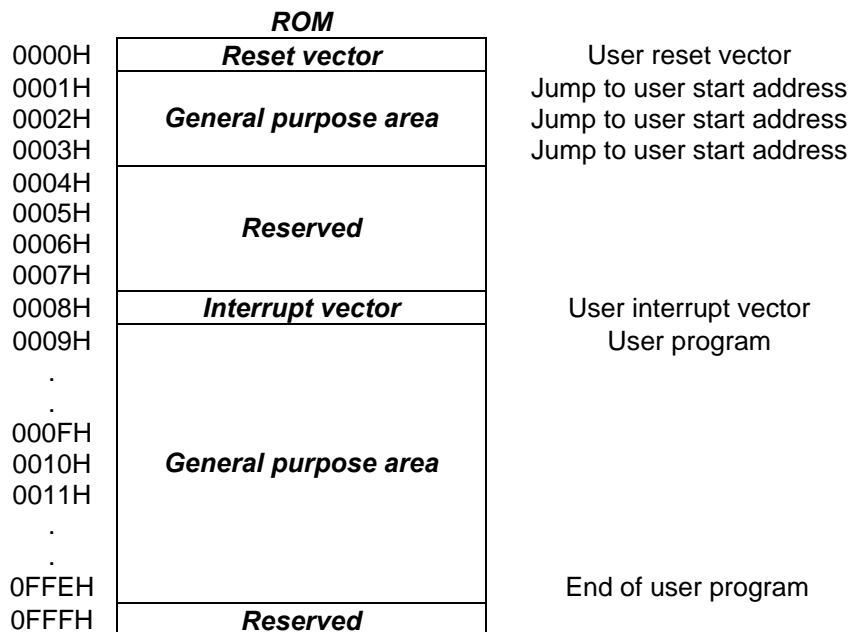 ROM
0000H Reset vector User reset vector
0001H Jump to user start address
0002H General purpose area Jump to user start address
0003H Jump to user start address
0004H
0005H
Reserved
0006H
0007H
0008H Interrupt vector User interrupt vector
0009H User program
.
.
000FH
0010H General purpose area
0011H
.
.
0FFEH End of user program
0FFFH Reserved